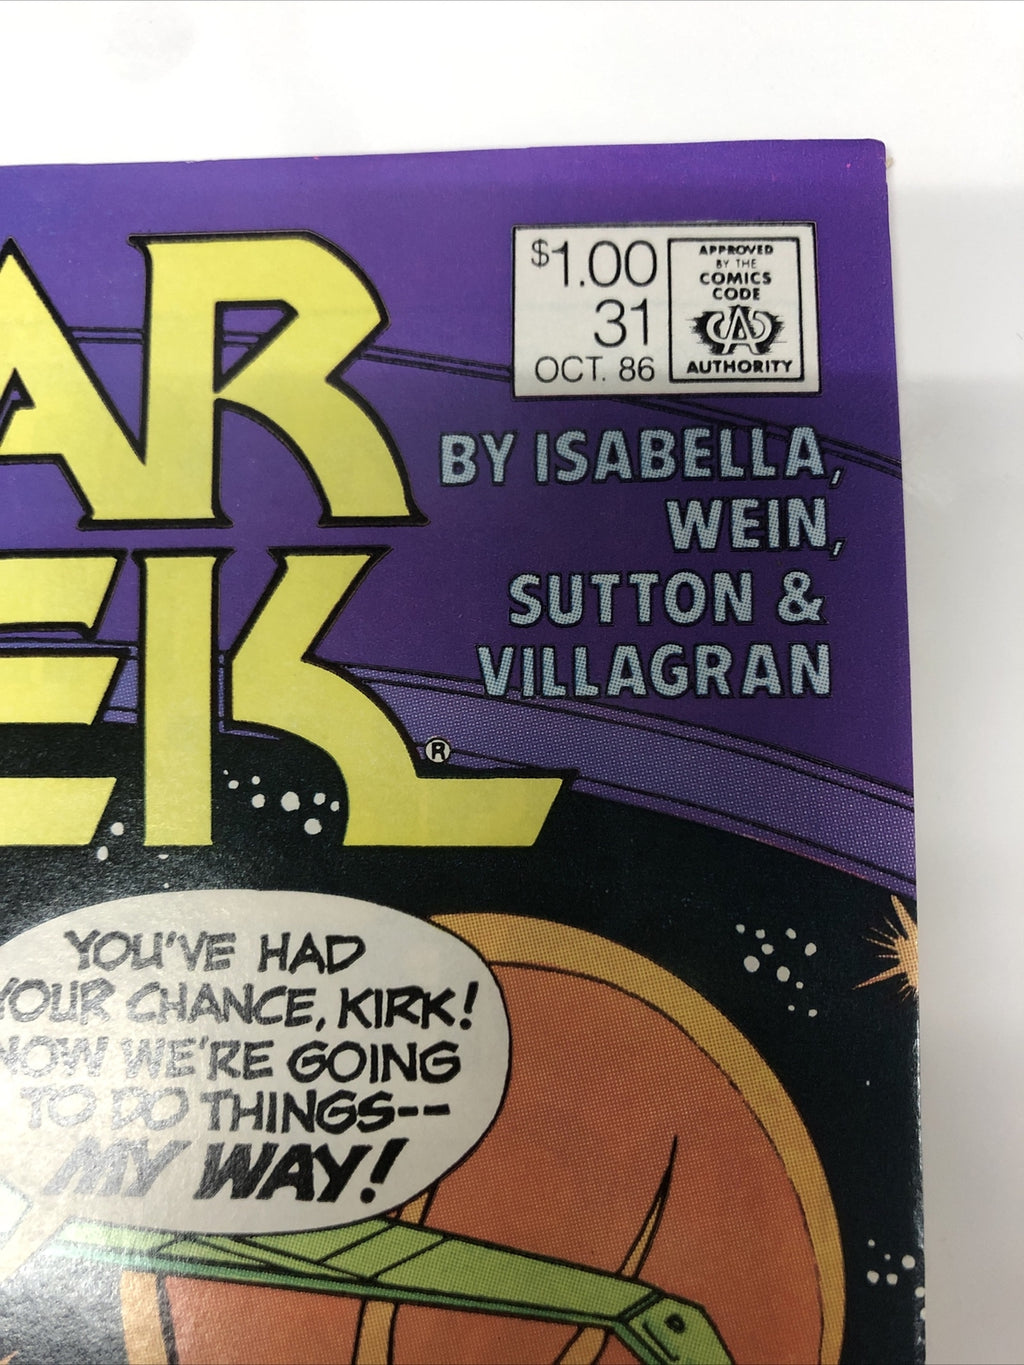 AR
EK®
$1.00
31
OCT. 86
APPROVED
BY THE
COMICS
CODE
CA
AUTHORITY
BY ISABELLA,
WEIN,
SUTTON &
VILLAGRAN
YOU'VE HAD
YOUR CHANCE, KIRK!
NOW WE'RE GOING
TO DO THINGS--
MY WAY!